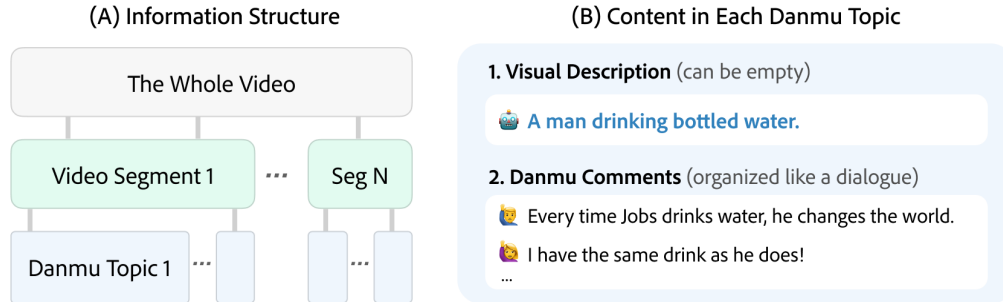 (A) Information Structure
The Whole Video
Video Segment 1
...
Seg N
Danmu Topic 1
...
...
(B) Content in Each Danmu Topic
1. Visual Description (can be empty)
A man drinking bottled water.
2. Danmu Comments (organized like a dialogue)
Every time Jobs drinks water, he changes the world.
I have the same drink as he does!
...